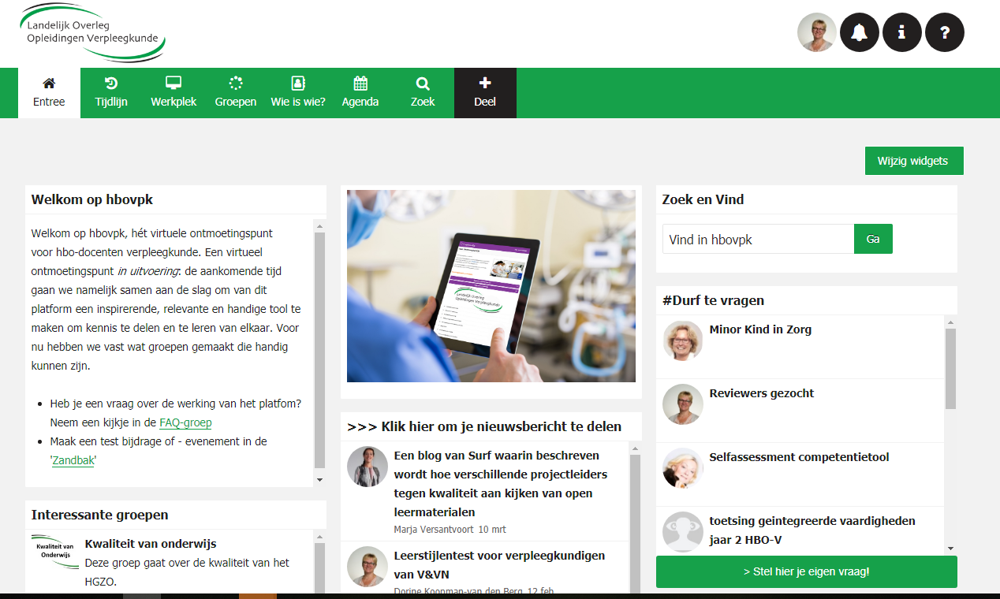 Landelijk Overleg
Opleidingen Verpleegkunde
Entree
Tijdlijn
Werkplek
Groepen
Wie is wie?
Agenda
Zoek
Deel
Wijzig widgets
Welkom op hbovpk
Welkom op hbovpk, hét virtuele ontmoetingspunt
voor hbo-docenten verpleegkunde. Een virtueel
ontmoetingspunt in uitvoering: de aankomende tijd
gaan we namelijk samen aan de slag om van dit
platform een inspirerende, relevante en handige tool te
maken om kennis te delen en te leren van elkaar. Voor
nu hebben we vast wat groepen gemaakt die handig
kunnen zijn.
• Heb je een vraag over de werking van het platfom?
Neem een kijkje in de FAQ-groep
• Maak een test bijdrage of - evenement in de
'Zandbak'
Interessante groepen
Kwaliteit van
Onderwijs
Kwaliteit van onderwijs
Deze groep gaat over de kwaliteit van het
HGZO.
Landelijk Overleg
Opleidingen Verpleegkunde
>>> Klik hier om je nieuwsbericht te delen
Een blog van Surf waarin beschreven
wordt hoe verschillende projectleiders
tegen kwaliteit aan kijken van open
leermaterialen
Marja Versantvoort 10 mrt
Leerstijlentest voor verpleegkundigen
van V&VN
Dorine Koopman-van den Berg 12 feb
Zoek en Vind
Vind in hbovpk
Ga
#Durf te vragen
Minor Kind in Zorg
Reviewers gezocht
Selfassessment competentietool
toetsing geintegreerde vaardigheden
jaar 2 HBO-V
> Stel hier je eigen vraag!